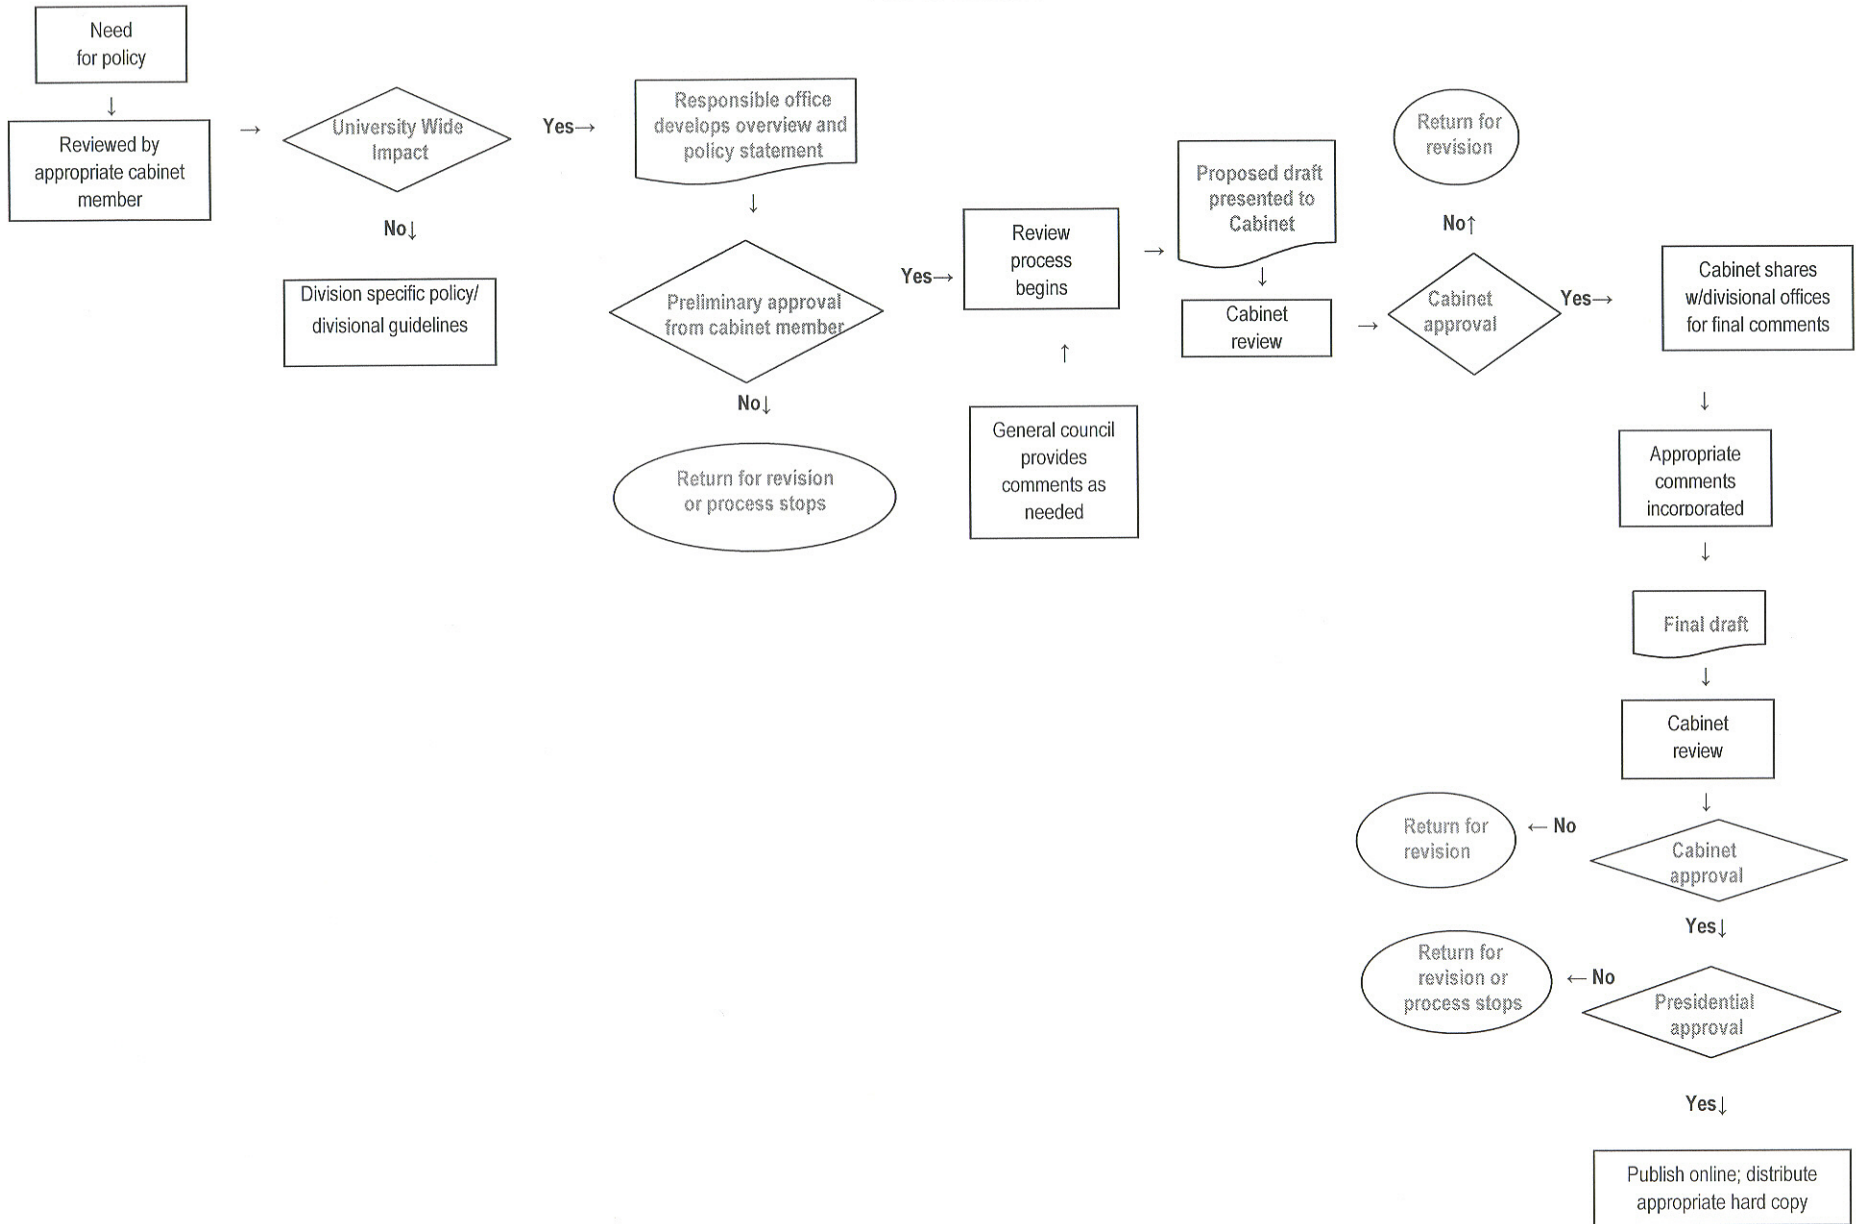 Need
for policy
↓
Reviewed by
appropriate cabinet
member
→
University Wide
Impact
Yes→
No↓
Division specific policy/
divisional guidelines
Responsible office
develops overview and
policy statement
↓
Preliminary approval
from cabinet member
Yes→
No↓
Return for revision
or process stops
Review
process
begins
→
↑
General council
provides
comments as
needed
Proposed draft
presented to
Cabinet
↓
Cabinet
review
→
Cabinet
approval
No↑
Return for
revision
Yes→
Cabinet shares
w/divisional offices
for final comments
↓
Appropriate
comments
incorporated
↓
Final draft
↓
Cabinet
review
↓
Cabinet
approval
← No
Return for
revision
Yes↓
Presidential
approval
← No
Return for
revision or
process stops
Yes↓
Publish online; distribute
appropriate hard copy